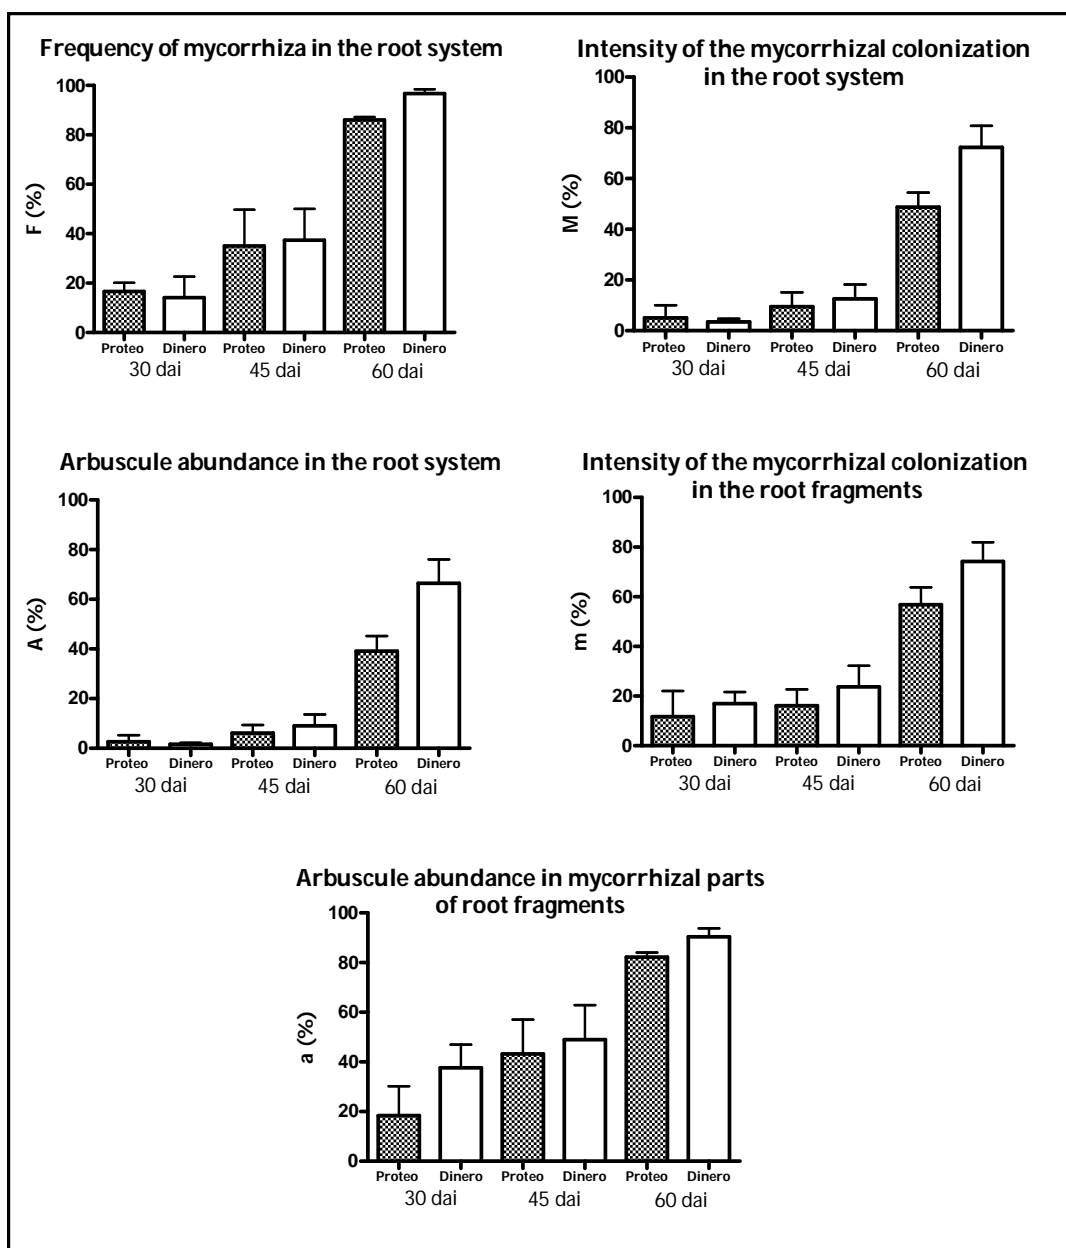 Frequency of mycorrhiza in the root system
F (%)
100
80
60
40
20
0
Proteo Dinero Proteo Dinero Proteo Dinero
30 dai 45 dai 60 dai
Intensity of the mycorrhizal colonization
in the root system
M (%)
100
80
60
40
20
0
Proteo Dinero Proteo Dinero Proteo Dinero
30 dai 45 dai 60 dai
Arbuscule abundance in the root system
A (%)
100
80
60
40
20
0
Proteo Dinero Proteo Dinero Proteo Dinero
30 dai 45 dai 60 dai
Intensity of the mycorrhizal colonization
in the root fragments
m (%)
100
80
60
40
20
0
Proteo Dinero Proteo Dinero Proteo Dinero
30 dai 45 dai 60 dai
Arbuscule abundance in mycorrhizal parts
of root fragments
a (%)
100
80
60
40
20
0
Proteo Dinero Proteo Dinero Proteo Dinero
30 dai 45 dai 60 dai